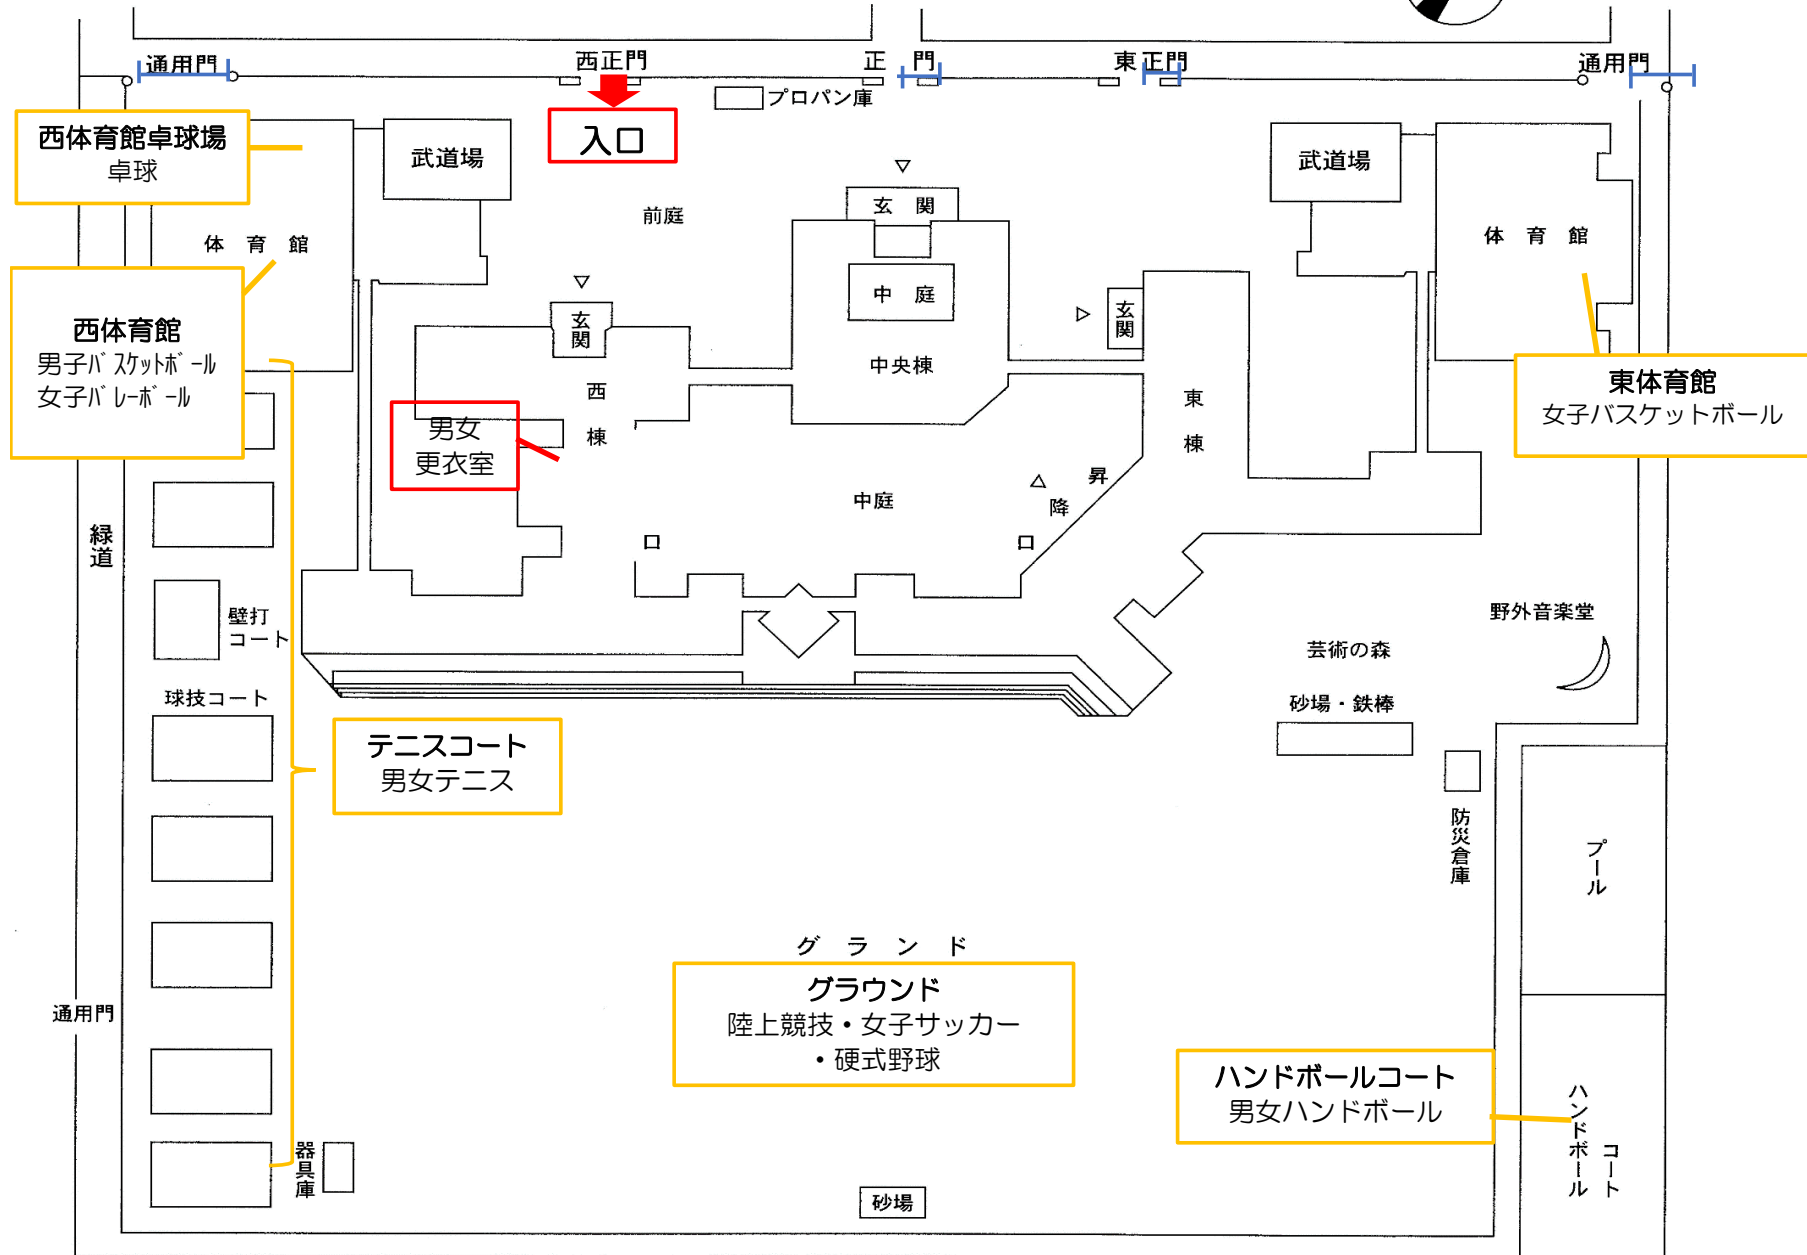 通用門
西正門
正 門
東正門
通用門
入口
プロパン庫
西体育館卓球場
卓球
武道場
武道場
前庭
玄 関
体 育 館
体 育 館
中 庭
玄関
玄関
西体育館
男子バスケットボール
女子バレーボール
中央棟
西棟
東棟
東体育館
女子バスケットボール
男女
更衣室
中庭
昇降口
口
緑道
壁打
コート
野外音楽堂
芸術の森
球技コート
砂場・鉄棒
テニスコート
男女テニス
防災倉庫
プール
グ ラ ン ド
グラウンド
陸上競技・女子サッカー
・硬式野球
通用門
ハンドボールコート
男女ハンドボール
ハンドボール
コート
器具庫
砂場